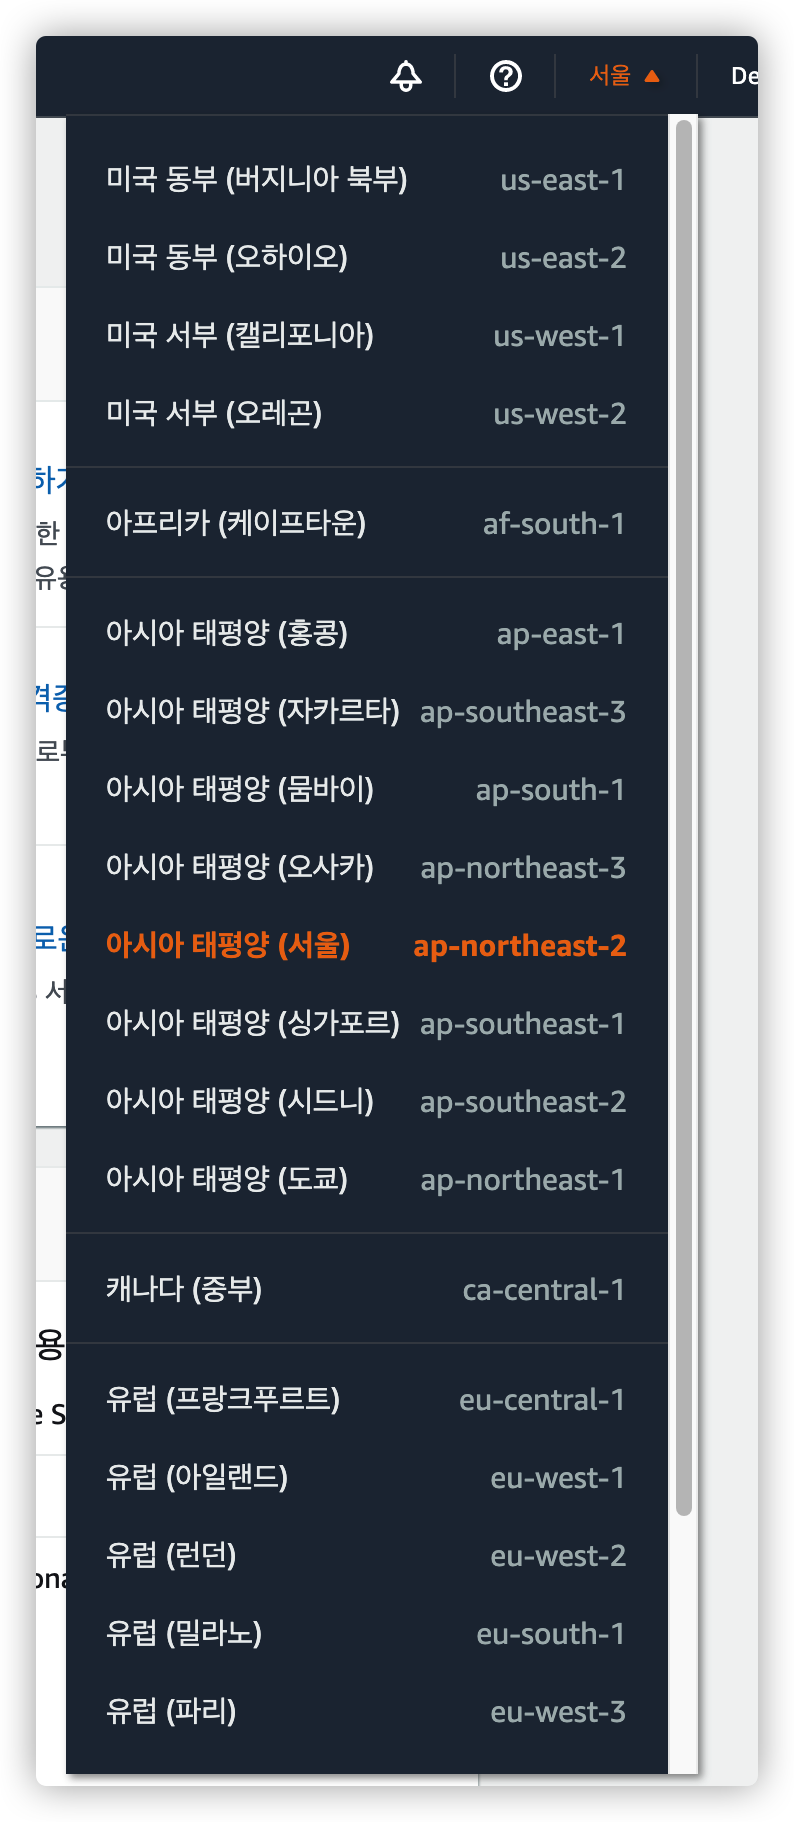 서울 ▲ De
미국 동부 (버지니아 북부) us-east-1
미국 동부 (오하이오) us-east-2
미국 서부 (캘리포니아) us-west-1
미국 서부 (오레곤) us-west-2
아프리카 (케이프타운) af-south-1
아시아 태평양 (홍콩) ap-east-1
아시아 태평양 (자카르타) ap-southeast-3
아시아 태평양 (뭄바이) ap-south-1
아시아 태평양 (오사카) ap-northeast-3
아시아 태평양 (서울) ap-northeast-2
아시아 태평양 (싱가포르) ap-southeast-1
아시아 태평양 (시드니) ap-southeast-2
아시아 태평양 (도쿄) ap-northeast-1
캐나다 (중부) ca-central-1
유럽 (프랑크푸르트) eu-central-1
유럽 (아일랜드) eu-west-1
유럽 (런던) eu-west-2
유럽 (밀라노) eu-south-1
유럽 (파리) eu-west-3
한
용
e S